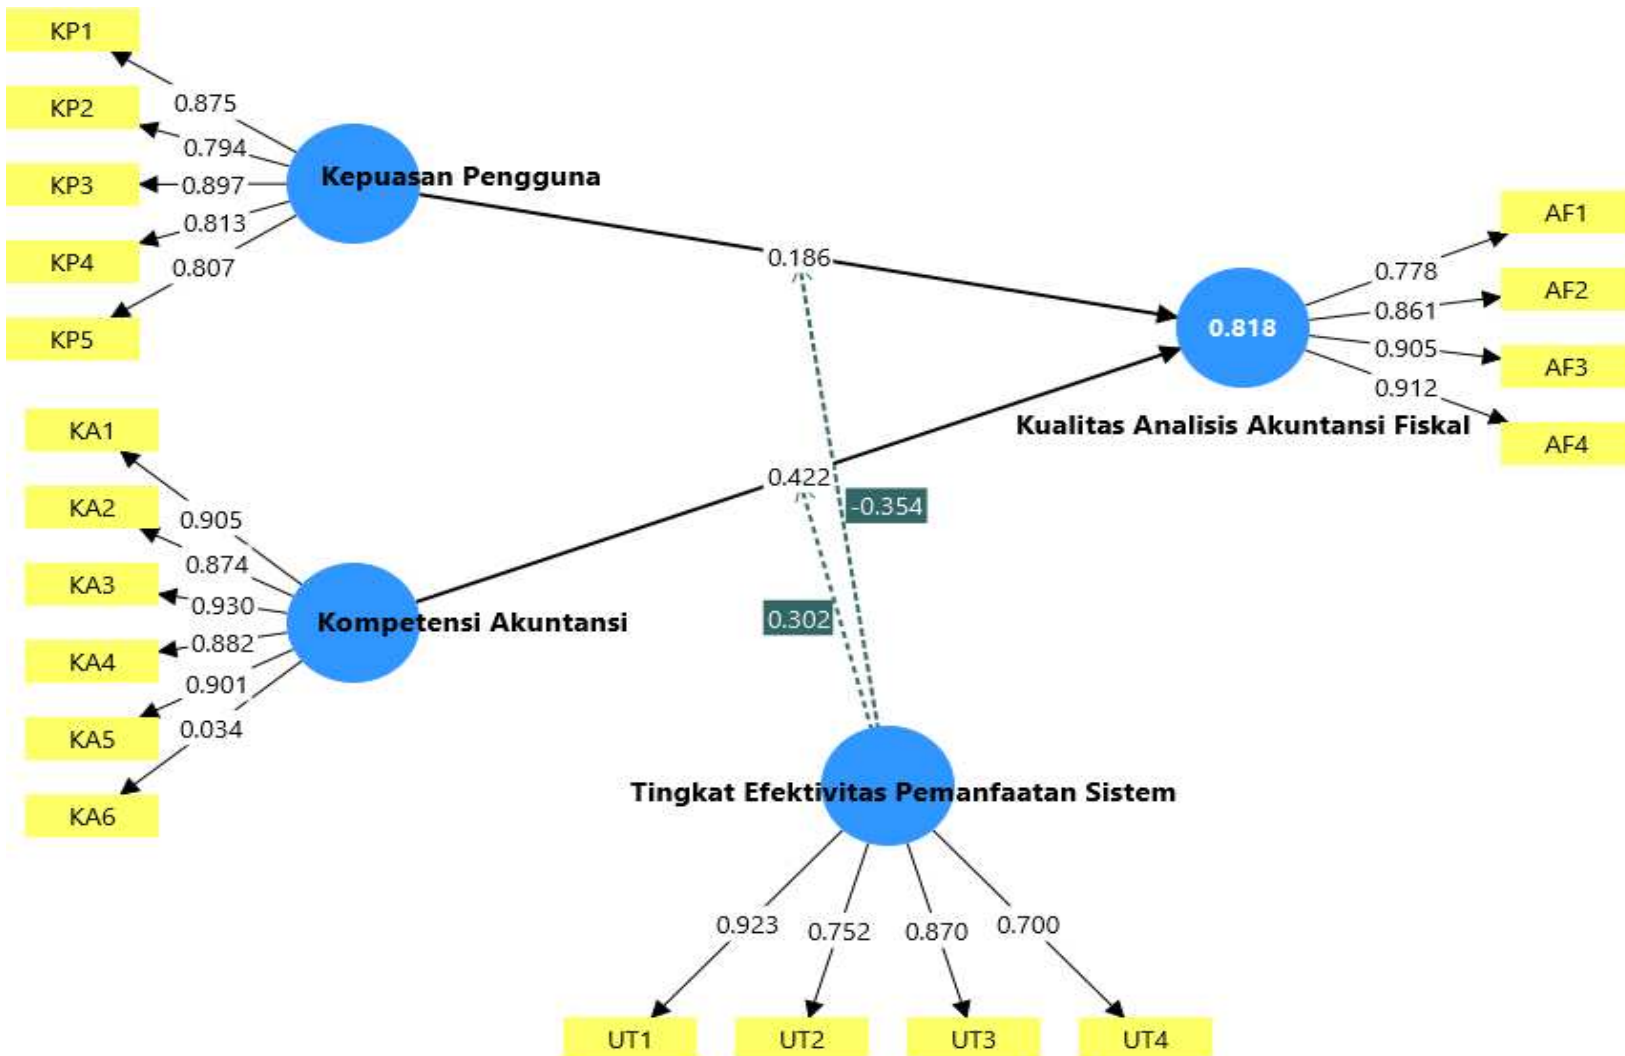 KP1
0.875
KP2
0.794
KP3
0.897
Kepuasan Pengguna
0.813
KP4
0.807
KP5
0.186
AF1
0.778
AF2
0.861
0.818
0.905
AF3
0.912
Kualitas Analisis Akuntansi Fiskal
AF4
KA1
0.905
KA2
0.874
KA3
0.930
Kompetensi Akuntansi
0.882
KA4
0.901
KA5
0.034
KA6
0.422
-0.354
0.302
Tingkat Efektivitas Pemanfaatan Sistem
0.923
0.752
0.870
0.700
UT1
UT2
UT3
UT4